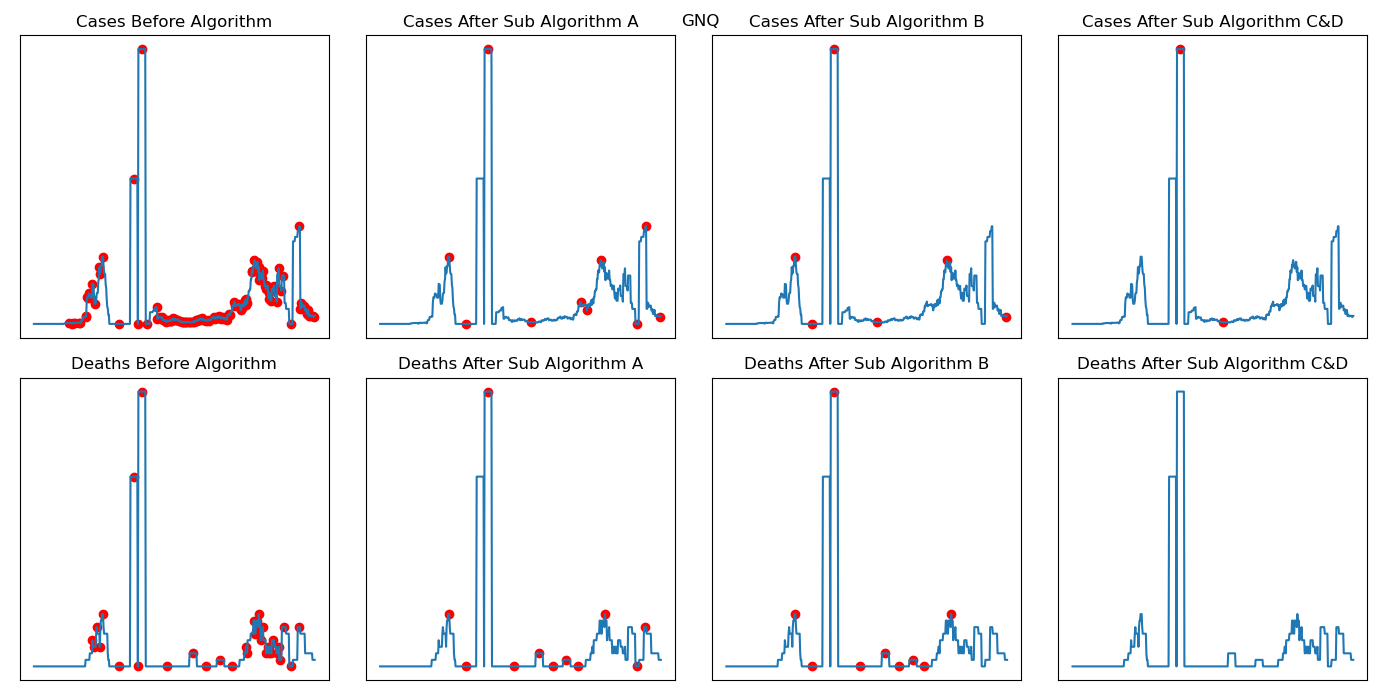 GNQ
Cases Before Algorithm
Cases After Sub Algorithm A
Cases After Sub Algorithm B
Cases After Sub Algorithm C&D
Deaths Before Algorithm
Deaths After Sub Algorithm A
Deaths After Sub Algorithm B
Deaths After Sub Algorithm C&D